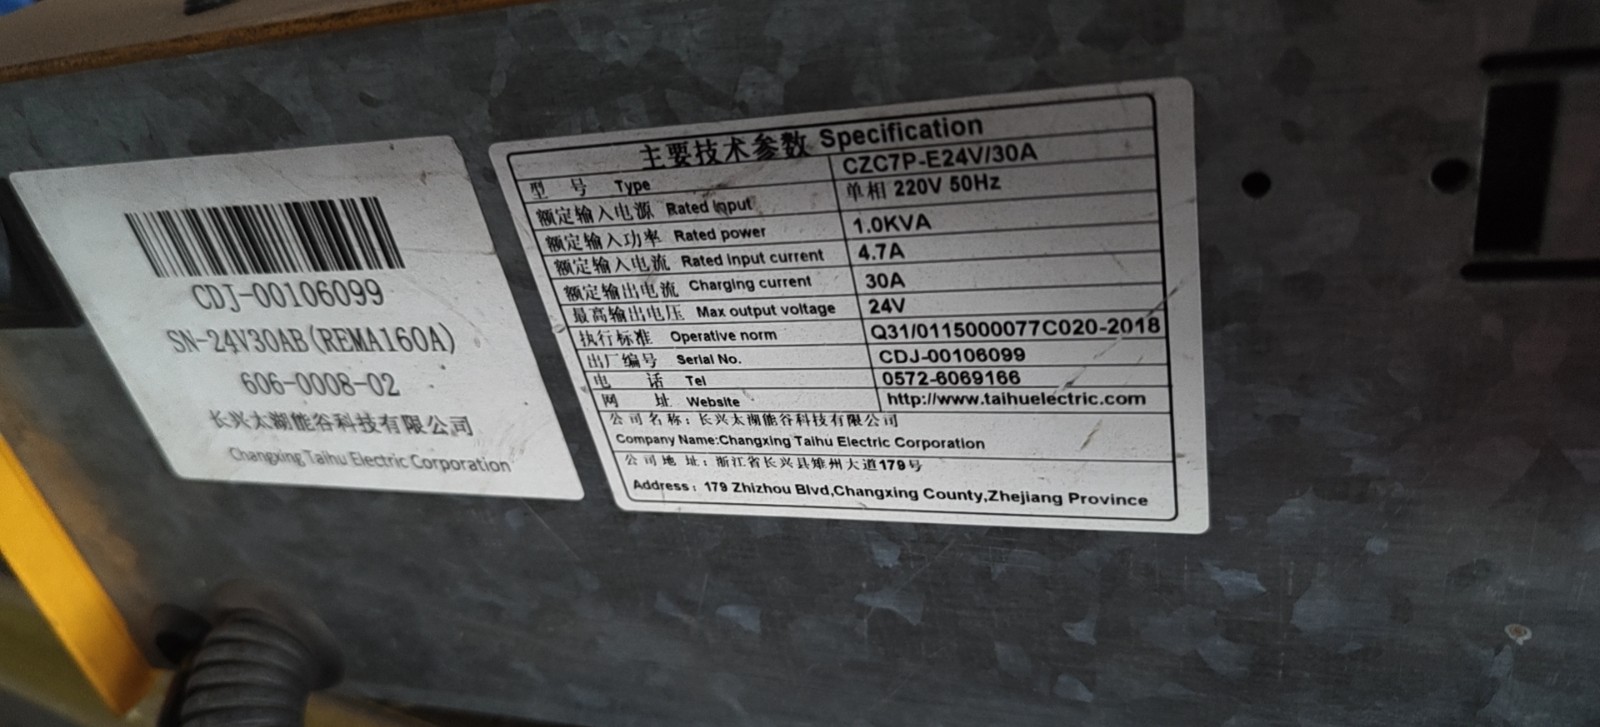 CDJ-00106099
SN-24V30AB(REMA160A)
606-0008-02
长兴太湖能谷科技有限公司
Changxing Taihu Electric Corporation
主要技术参数 Specification
型 号 Type CZC7P-E24V/30A
额定输入电源 Rated Input 单相 220V 50Hz
额定输入功率 Rated power 1.0KVA
额定输入电流 Rated input current 4.7A
额定输出电流 Charging current 30A
最高输出电压 Max output voltage 24V
执行标准 Operative norm Q31/0115000077C020-2018
出厂编号 Serial No. CDJ-00106099
电 话 Tel 0572-6069166
网 址 Website http://www.taihuelectric.com
公司名称：长兴太湖能谷科技有限公司
Company Name:Changxing Taihu Electric Corporation
公司地址：浙江省长兴县雉州大道179号
Address：179 Zhizhou Blvd,Changxing County,Zhejiang Province